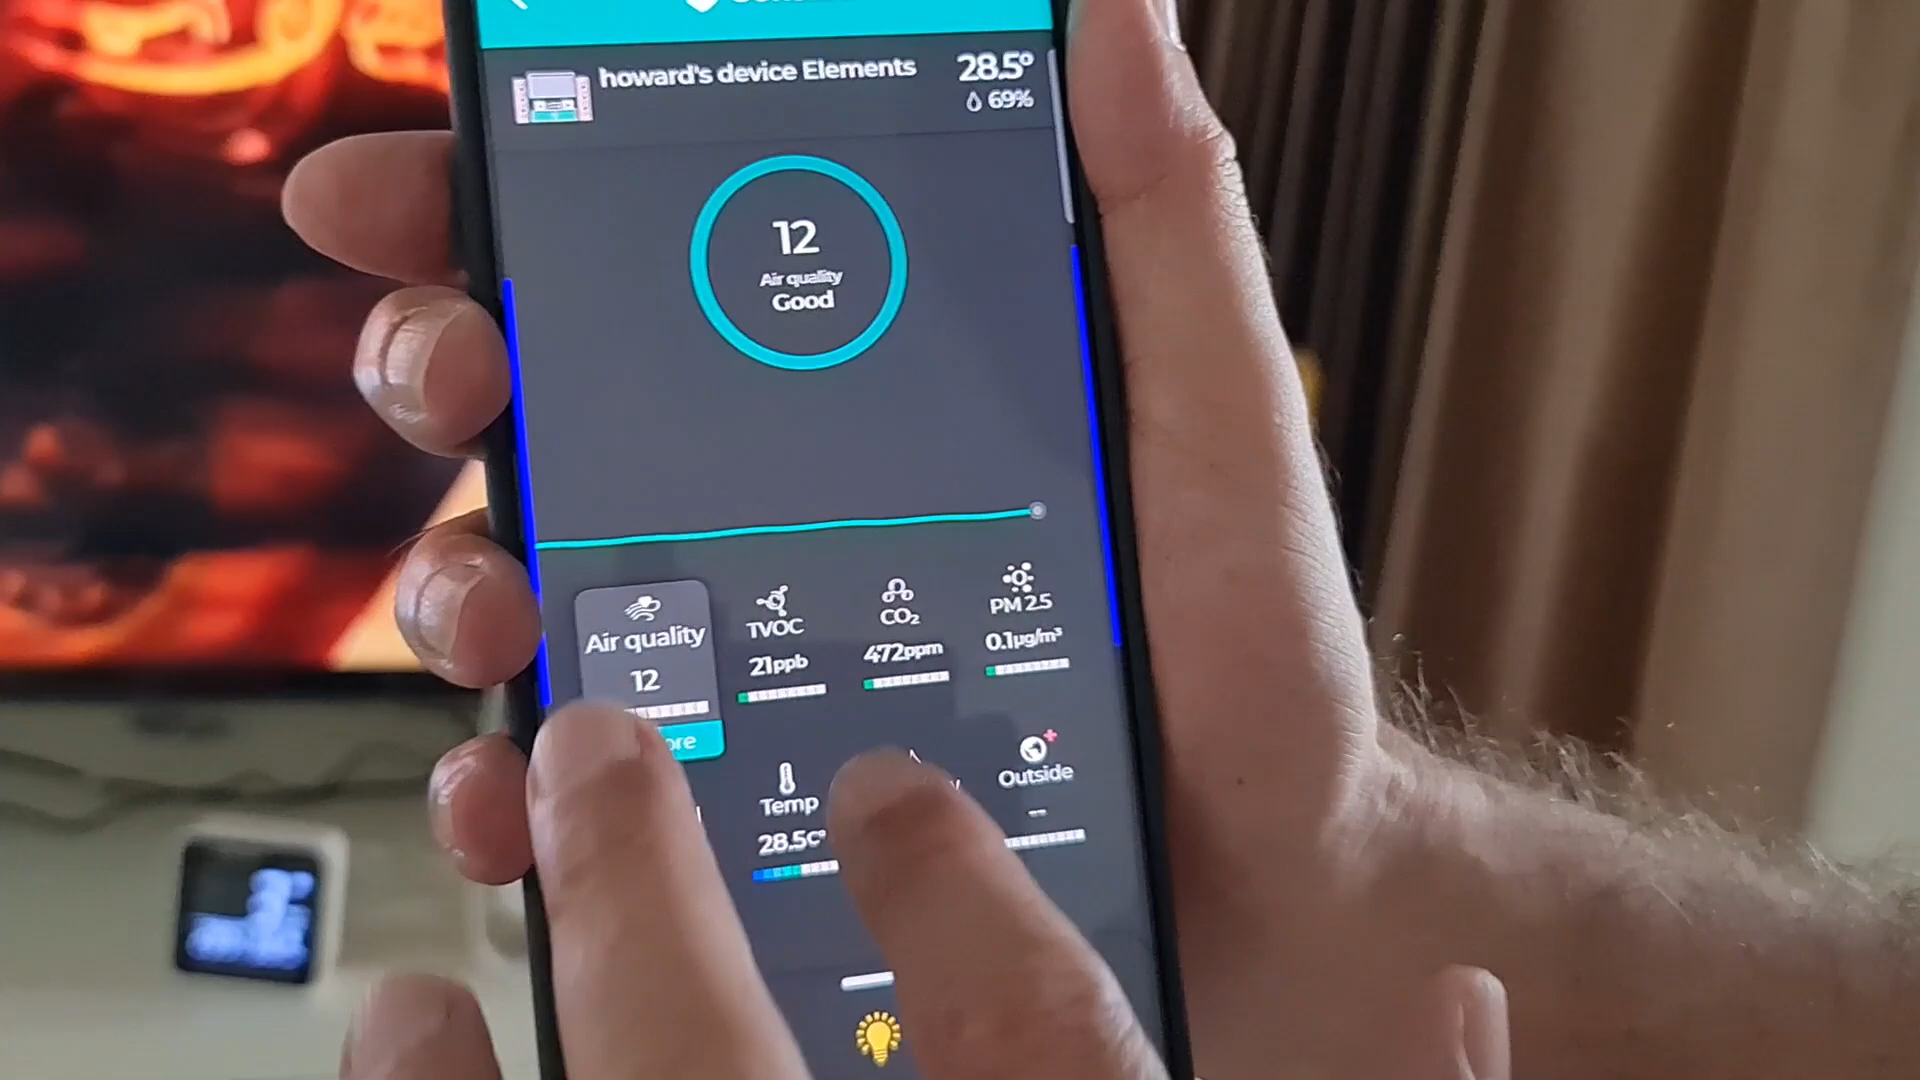 howard's device Elements
28.5°
69%
12
Air quality
Good
Air quality
12
TVOC
21ppb
CO₂
472ppm
PM 2.5
0.1µg/m³
Temp
28.5C°
Outside
--